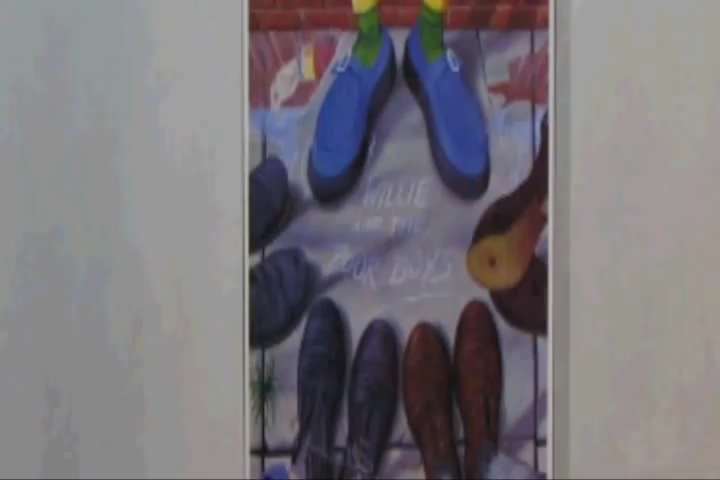 WILLIE
AND THE
POOR BOYS